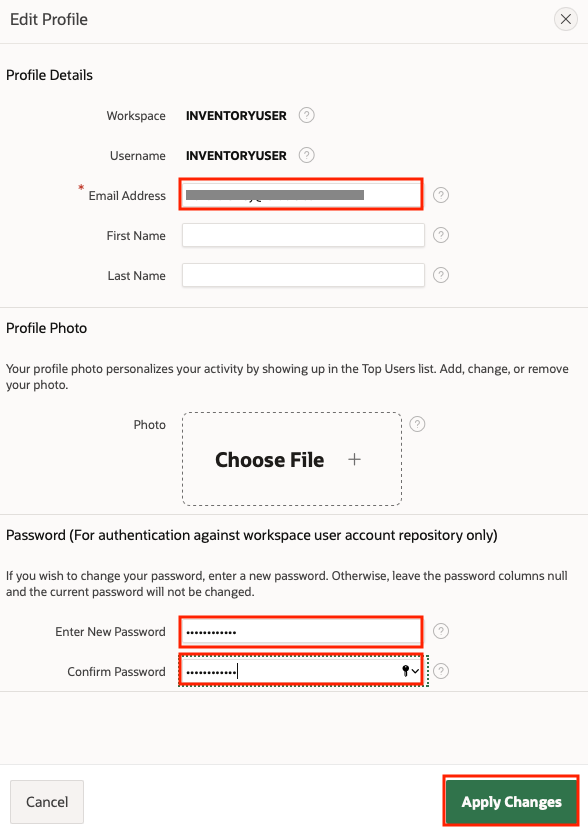 Edit Profile
Profile Details
Workspace INVENTORYUSER ?
Username INVENTORYUSER ?
* Email Address ?
First Name ?
Last Name ?
Profile Photo
Your profile photo personalizes your activity by showing up in the Top Users list. Add, change, or remove
your photo.
Photo ?
Choose File +
Password (For authentication against workspace user account repository only)
If you wish to change your password, enter a new password. Otherwise, leave the password columns null
and the current password will not be changed.
Enter New Password •••••••••••• ?
Confirm Password •••••••••••• ?
Cancel Apply Changes